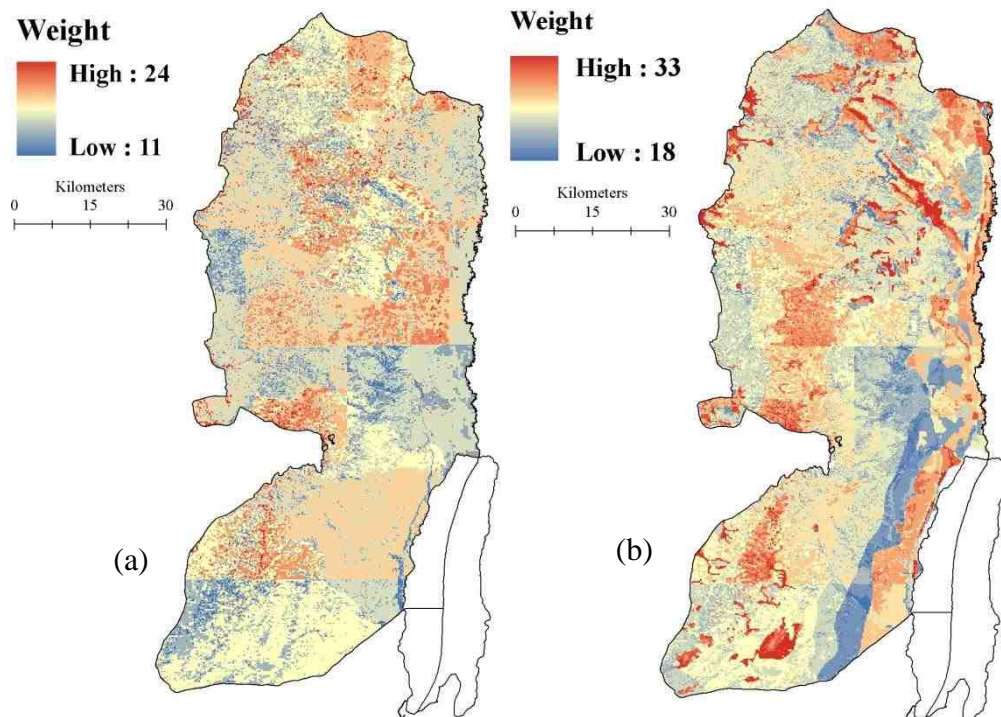 Weight
High : 24
Low : 11
Kilometers
0 15 30
(a)
Weight
High : 33
Low : 18
Kilometers
0 15 30
(b)